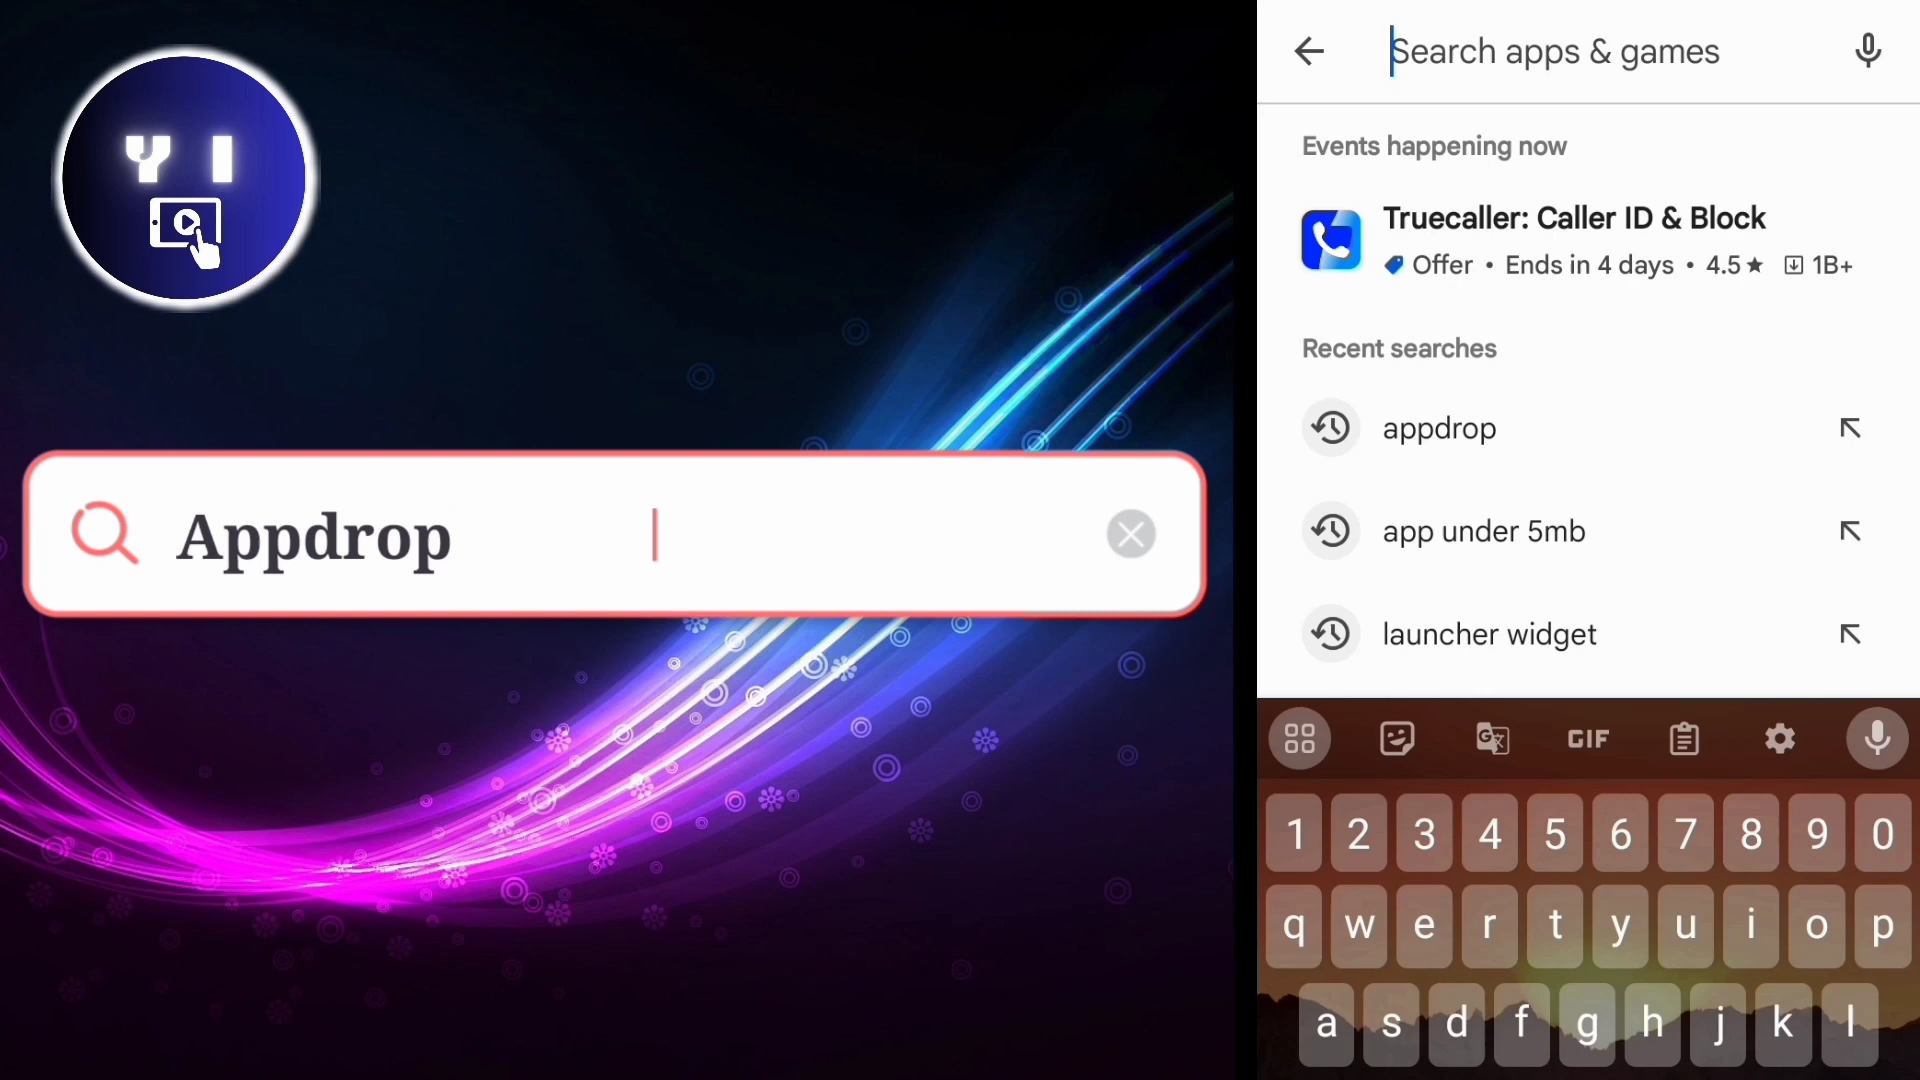 Y I
Appdrop
Search apps & games
Events happening now
Truecaller: Caller ID & Block
Offer • Ends in 4 days • 4.5★ 1B+
Recent searches
appdrop
app under 5mb
launcher widget
GIF
1 2 3 4 5 6 7 8 9 0
q w e r t y u i o p
a s d f g h j k l